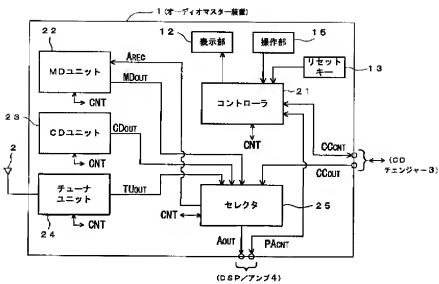 1(オーディオマスター装置)
22
MDユニット
CNT
AREC
MDOUT
12
表示部
15
操作部
リセットキー
13
コントローラ
21
CNT
23
CDユニット
CNT
CDOUT
CCCNT
CCOUT
(CDチェンジャー3)
2
チューナユニット
24
CNT
TUOUT
CNT
セレクタ
25
AOUT
PACNT
(DSP/アンプ4)